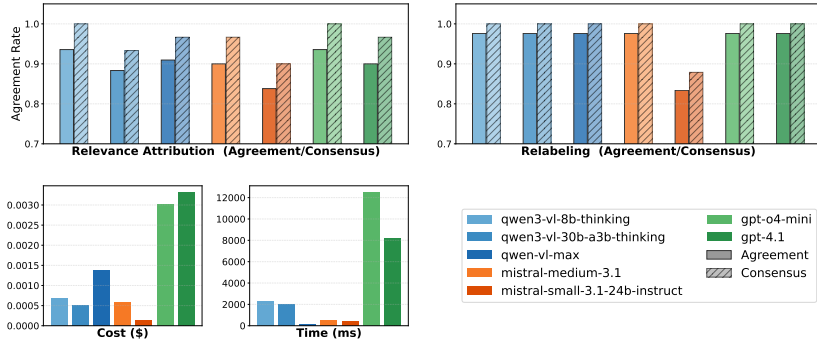 1.0
0.9
0.8
0.7
Agreement Rate
Relevance Attribution (Agreement/Consensus)
1.0
0.9
0.8
0.7
Relabeling (Agreement/Consensus)
0.0030
0.0025
0.0020
0.0015
0.0010
0.0005
0.0000
Cost ($)
12000
10000
8000
6000
4000
2000
0
Time (ms)
qwen3-vl-8b-thinking
qwen3-vl-30b-a3b-thinking
qwen-vl-max
mistral-medium-3.1
mistral-small-3.1-24b-instruct
gpt-o4-mini
gpt-4.1
Agreement
Consensus